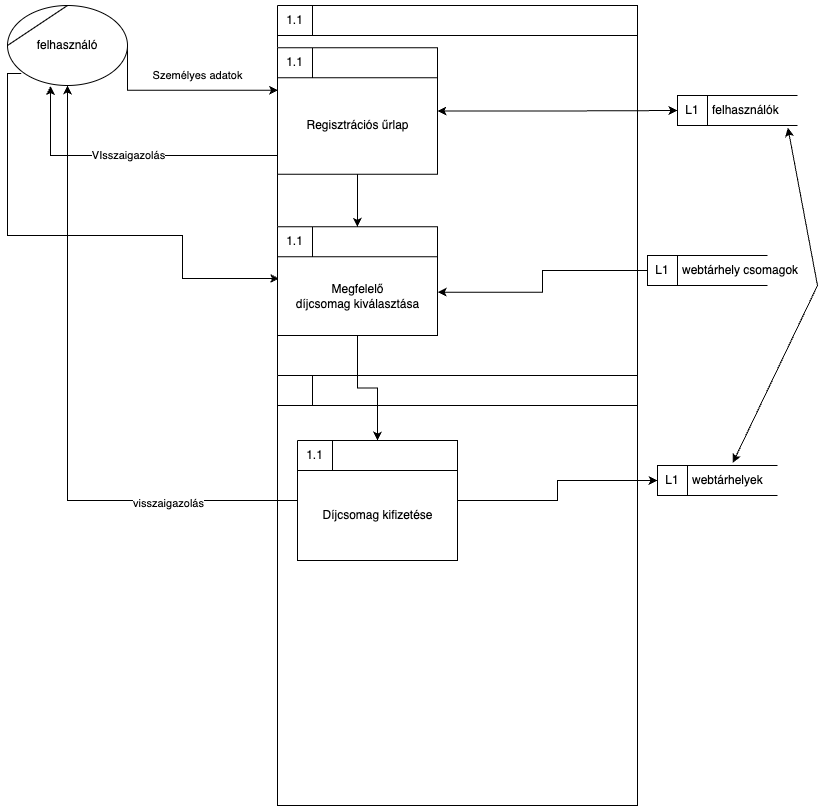 1.1
felhasználó
1.1
Személyes adatok
Regisztrációs űrlap
L1
felhasználók
VIsszaigazolás
1.1
Megfelelő
díjcsomag kiválasztása
L1
webtárhely csomagok
1.1
Díjcsomag kifizetése
L1
webtárhelyek
visszaigazolás